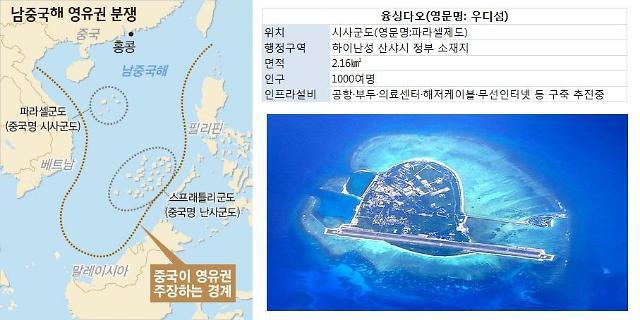 남중국해 영유권 분쟁
중국
홍콩
남중국해
파라셀군도
(중국명 시사군도)
필리핀
베트남
스프래틀리군도
(중국명 난사군도)
말레이시아
중국이 영유권
주장하는 경계
융싱다오(영문명: 우디섬)
위치 시사군도(영문명:파라셀제도)
행정구역 하이난성 산사시 정부 소재지
면적 2.16㎢
인구 1000여명
인프라설비 공항·부두·의료센터·해저케이블·무선인터넷 등 구축 추진중